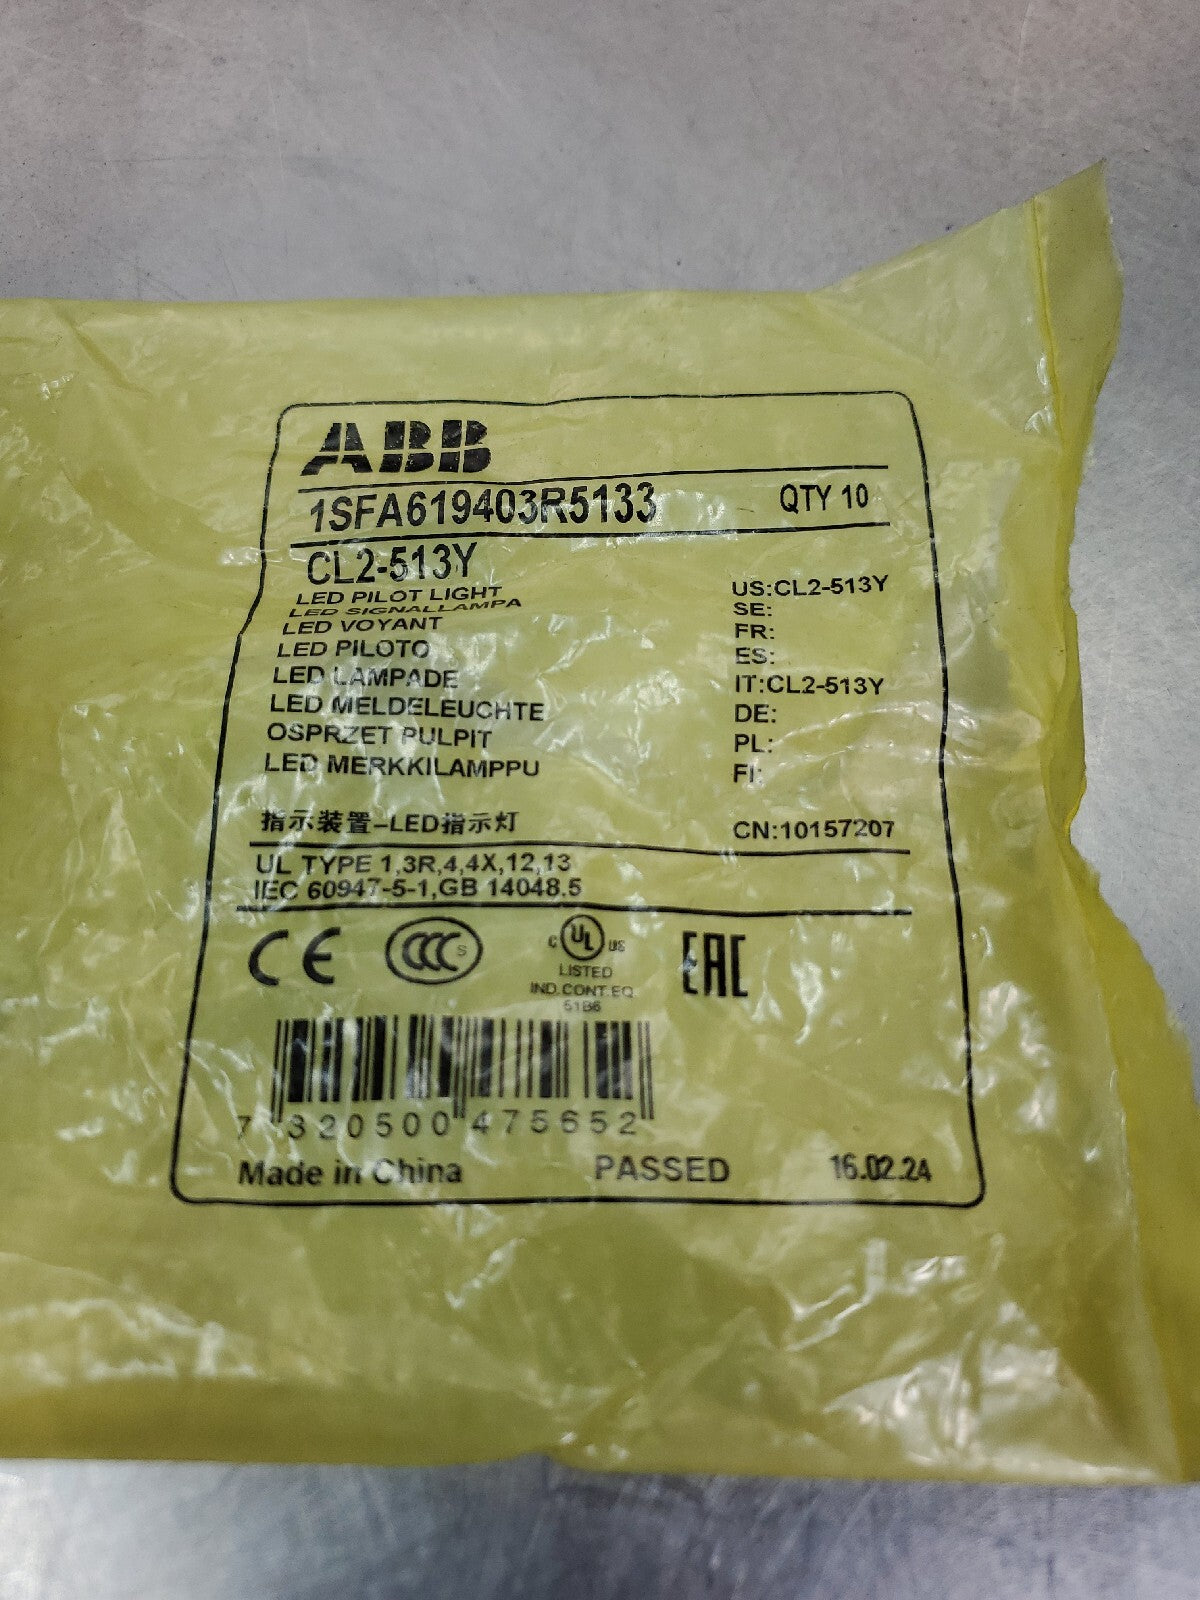 ABB
1SFA619403R5133 QTY 10
CL2-513Y
LED PILOT LIGHT US:CL2-513Y
LED SIGNALLAMPA SE:
LED VOYANT FR:
LED PILOTO ES:
LED LAMPADE IT:CL2-513Y
LED MELDELEUCHTE DE:
OSPRZET PULPIT PL:
LED MERKKILAMPPU FI:
指示装置-LED指示灯 CN:10157207
UL TYPE 1,3R,4,4X,12,13
IEC 60947-5-1,GB 14048.5
CE CCC S C UL US EAC
LISTED
IND.CONT.EQ
51B6
7 320500 475652
Made in China PASSED 16.02.24